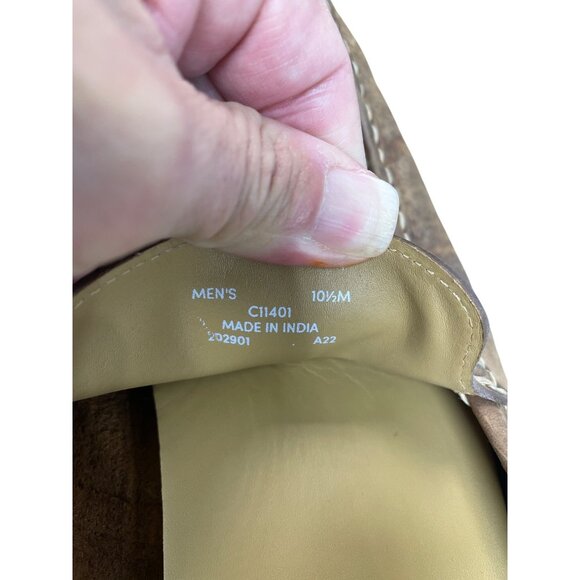 MEN'S 10½M
C11401
MADE IN INDIA
202901 A22